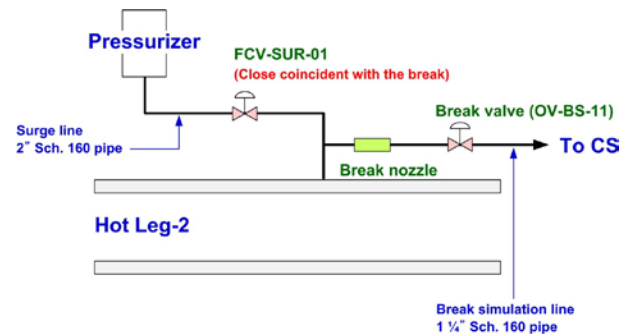 Pressurizer
FCV-SUR-01
(Close coincident with the break)
Surge line
2" Sch. 160 pipe
Break valve (OV-BS-11)
To CS
Break nozzle
Hot Leg-2
Break simulation line
1 ¼" Sch. 160 pipe